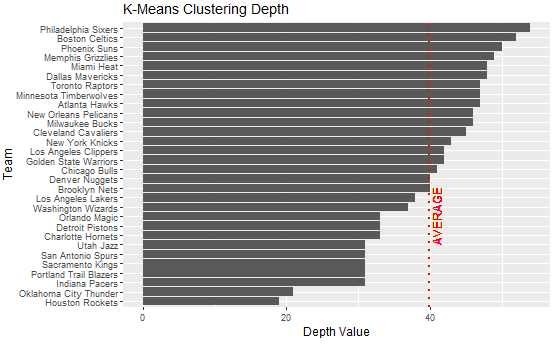 K-Means Clustering Depth
Team
Philadelphia Sixers
Boston Celtics
Phoenix Suns
Memphis Grizzlies
Miami Heat
Dallas Mavericks
Toronto Raptors
Minnesota Timberwolves
Atlanta Hawks
New Orleans Pelicans
Milwaukee Bucks
Cleveland Cavaliers
New York Knicks
Los Angeles Clippers
Golden State Warriors
Chicago Bulls
Denver Nuggets
Brooklyn Nets
Los Angeles Lakers
Washington Wizards
Orlando Magic
Detroit Pistons
Charlotte Hornets
Utah Jazz
San Antonio Spurs
Sacramento Kings
Portland Trail Blazers
Indiana Pacers
Oklahoma City Thunder
Houston Rockets
AVERAGE
0 20 40
Depth Value